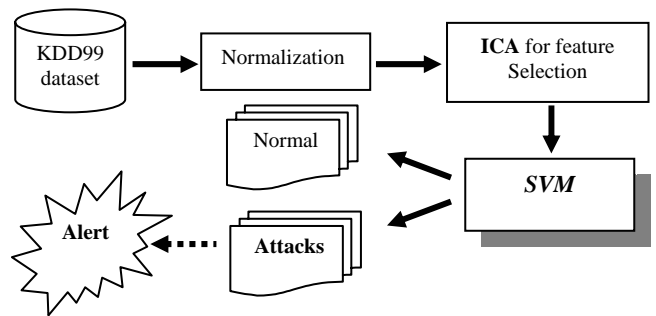 KDD99
dataset
Normalization
ICA for feature
Selection
Normal
SVM
Alert
Attacks